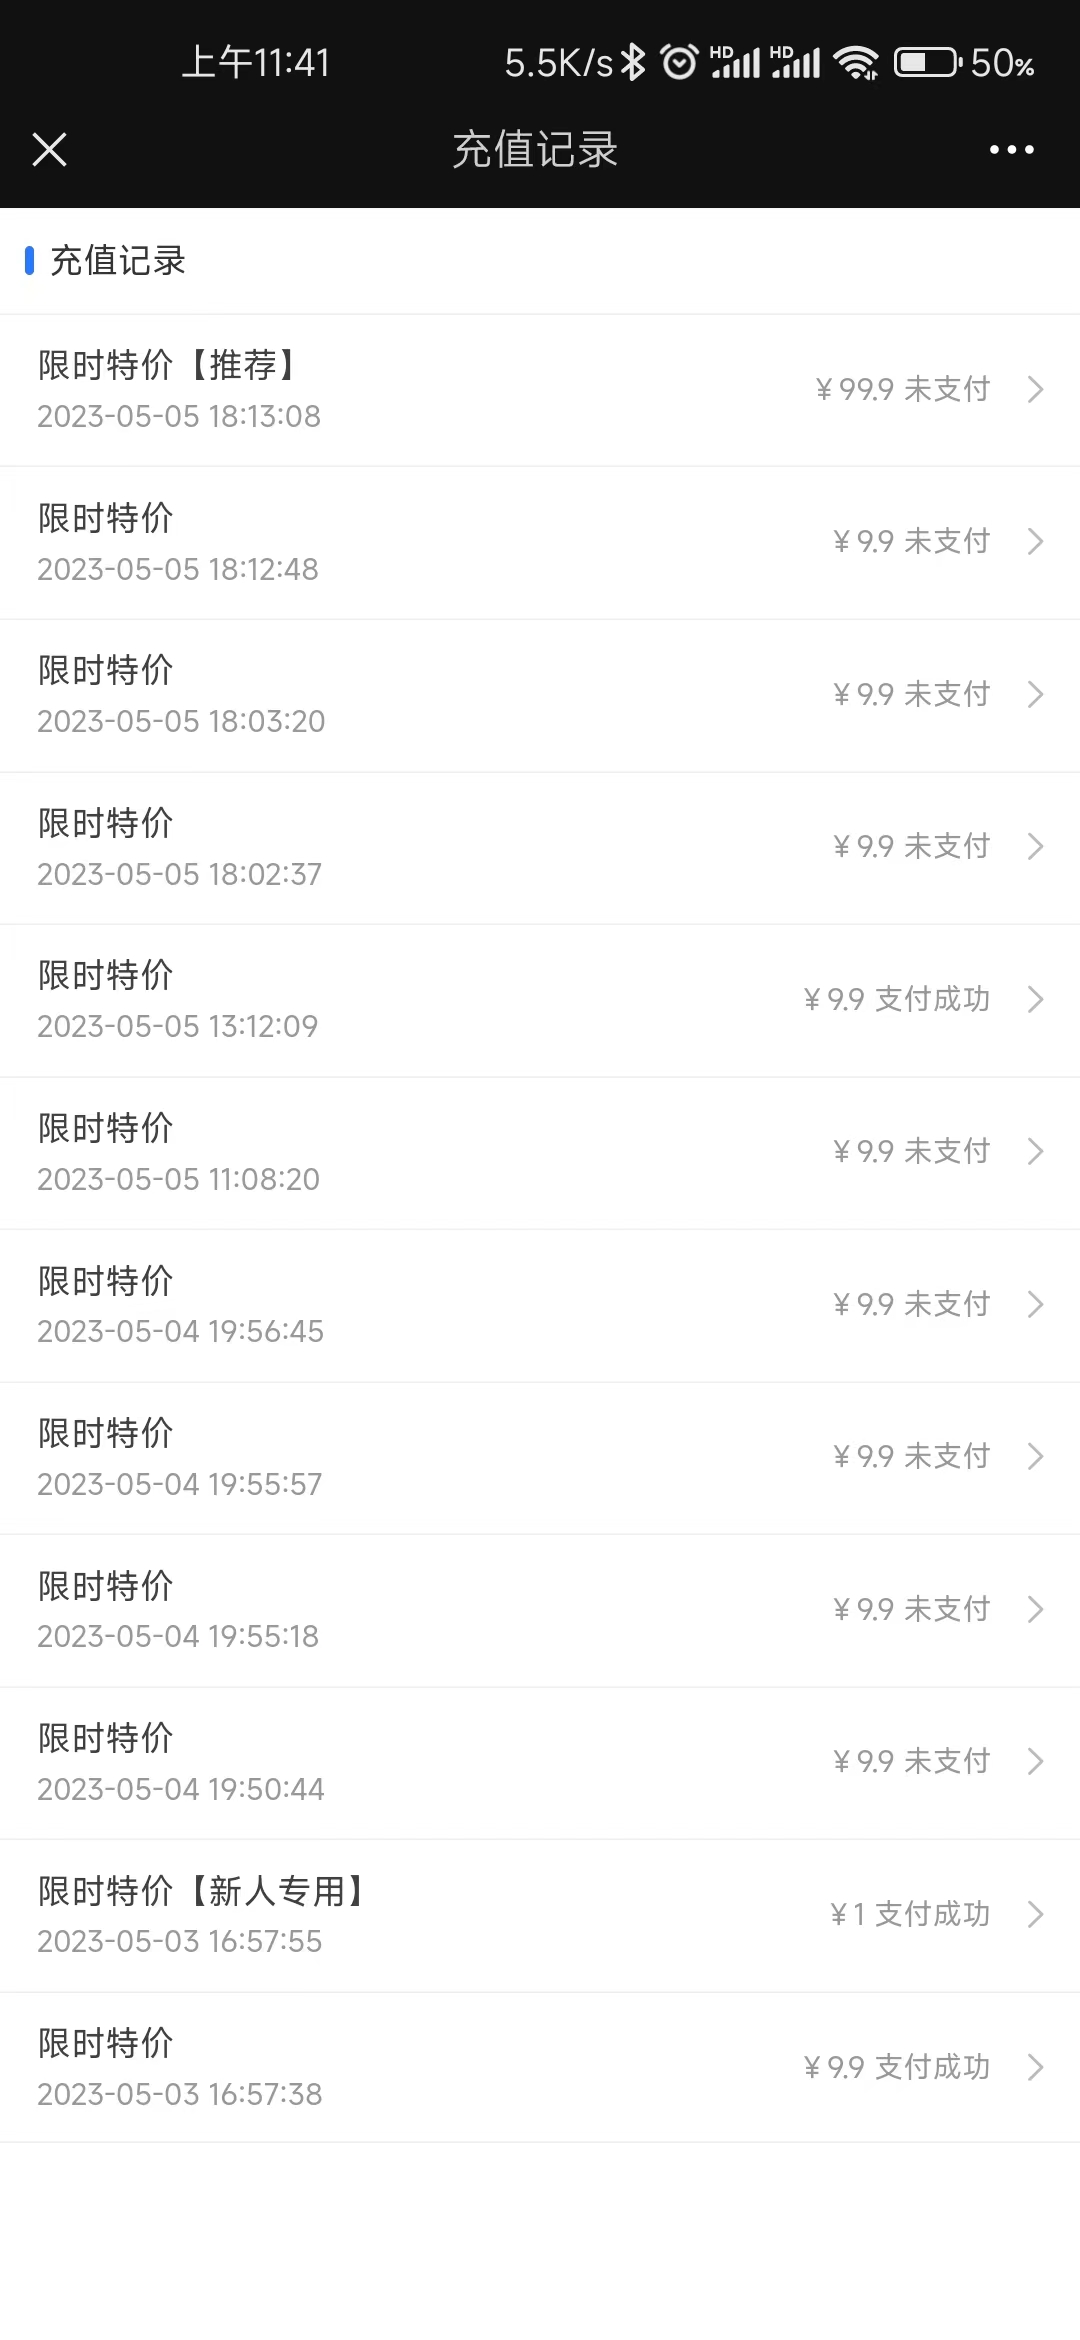 上午11:41 5.5K/s HD HD 50%
充值记录
充值记录
限时特价【推荐】
¥99.9 未支付
2023-05-05 18:13:08
限时特价
¥9.9 未支付
2023-05-05 18:12:48
限时特价
¥9.9 未支付
2023-05-05 18:03:20
限时特价
¥9.9 未支付
2023-05-05 18:02:37
限时特价
¥9.9 支付成功
2023-05-05 13:12:09
限时特价
¥9.9 未支付
2023-05-05 11:08:20
限时特价
¥9.9 未支付
2023-05-04 19:56:45
限时特价
¥9.9 未支付
2023-05-04 19:55:57
限时特价
¥9.9 未支付
2023-05-04 19:55:18
限时特价
¥9.9 未支付
2023-05-04 19:50:44
限时特价【新人专用】
¥1 支付成功
2023-05-03 16:57:55
限时特价
¥9.9 支付成功
2023-05-03 16:57:38